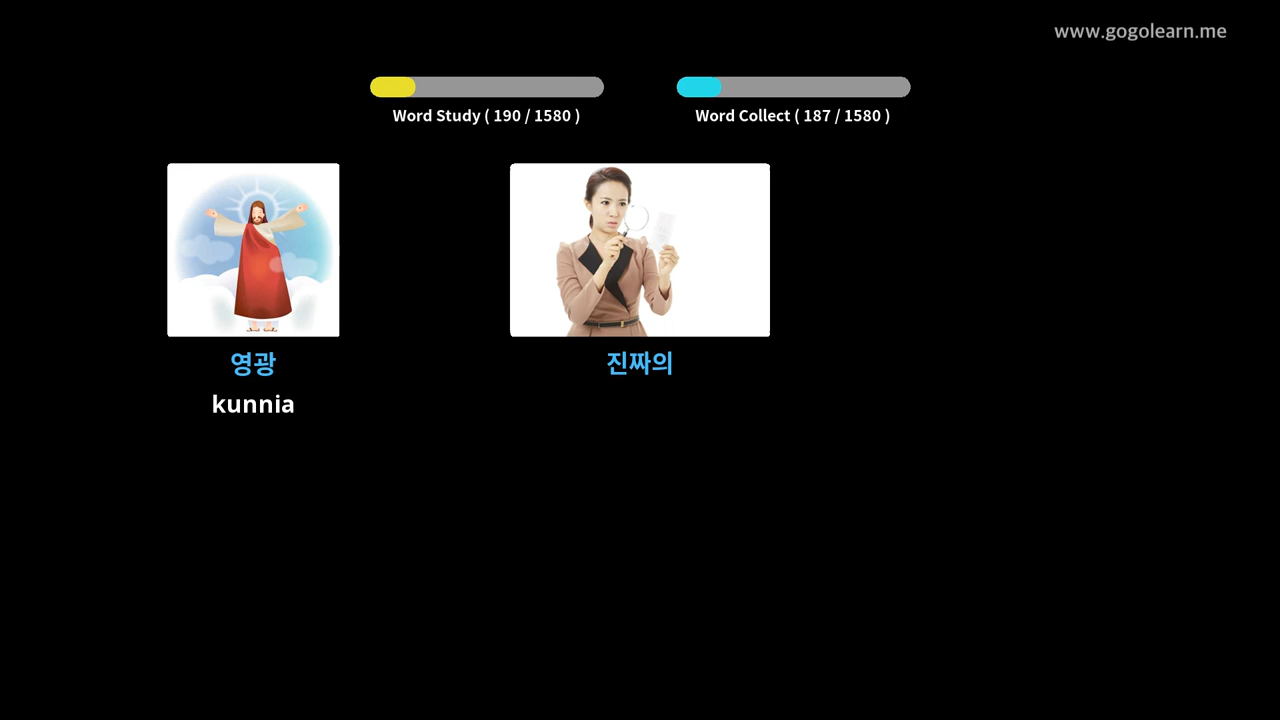 www.gogolearn.me
Word Study ( 190 / 1580 )
Word Collect ( 187 / 1580 )
영광
진짜의
kunnia